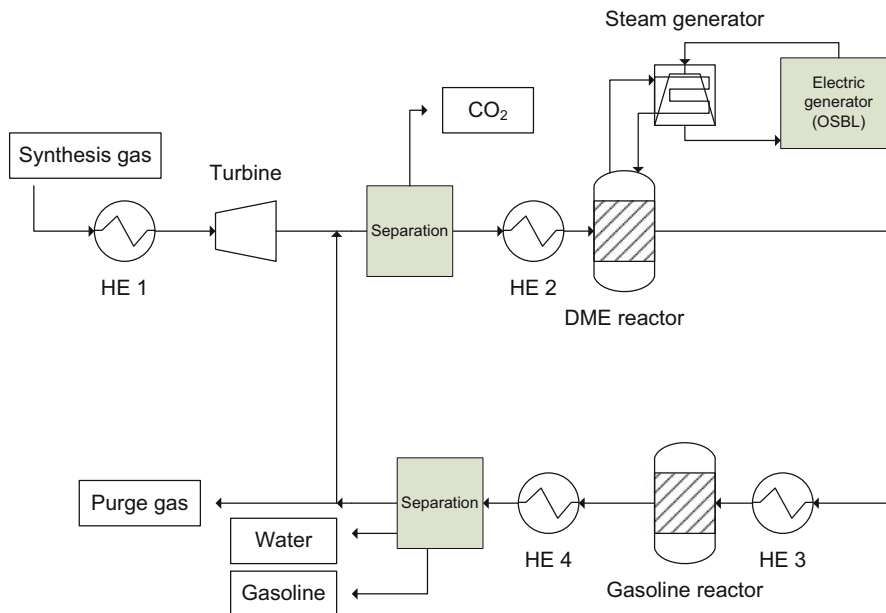 Steam generator
Electric
generator
(OSBL)
CO₂
Synthesis gas
Turbine
Separation
HE 1
HE 2
DME reactor
Purge gas
Separation
Water
Gasoline
HE 4
HE 3
Gasoline reactor